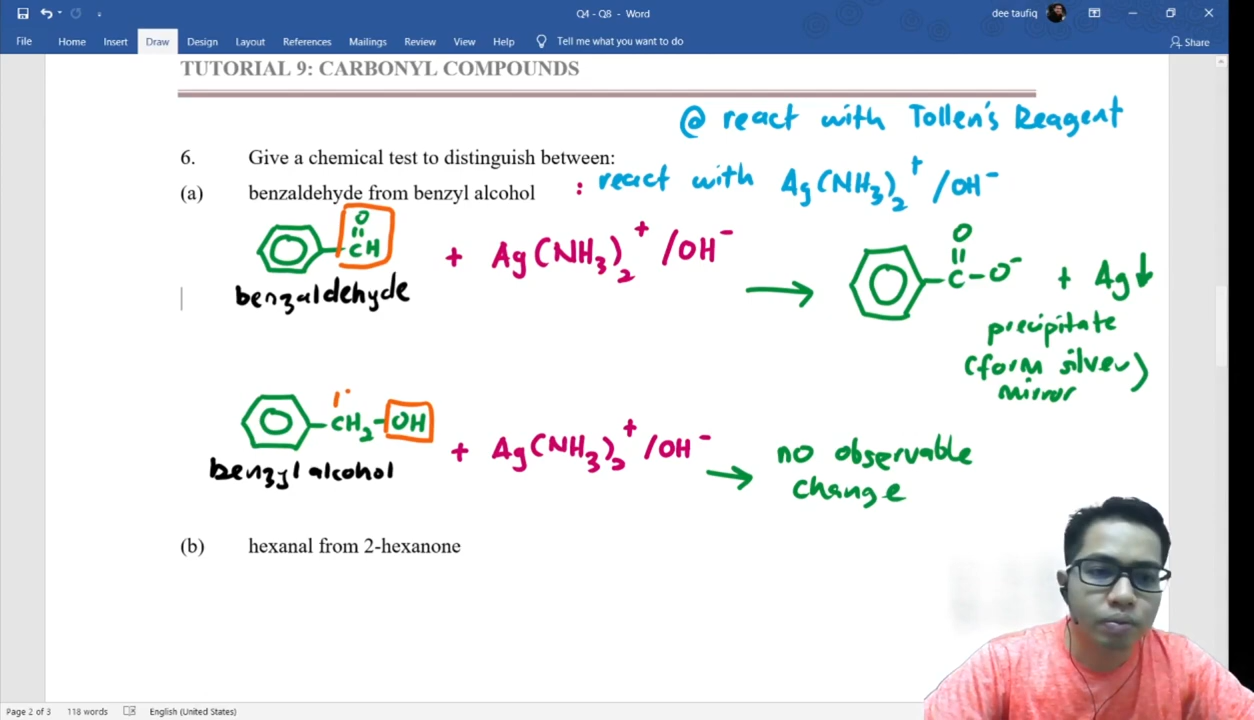 Q4 - Q8 - Word
dee taufiq
File Home Insert Draw Design Layout References Mailings Review View Help Tell me what you want to do Share
TUTORIAL 9: CARBONYL COMPOUNDS
@ react with Tollen's Reagent
6. Give a chemical test to distinguish between:
(a) benzaldehyde from benzyl alcohol : react with Ag(NH₃)₂⁺/OH⁻
O
CH + Ag(NH₃)₂⁺/OH⁻ → O
C-O⁻ + Ag↓
benzaldehyde
precipitate
(form silver)
mirror
CH₂-OH + Ag(NH₃)₂⁺/OH⁻ → no observable
change
benzyl alcohol
(b) hexanal from 2-hexanone
Page 2 of 3 118 words English (United States)